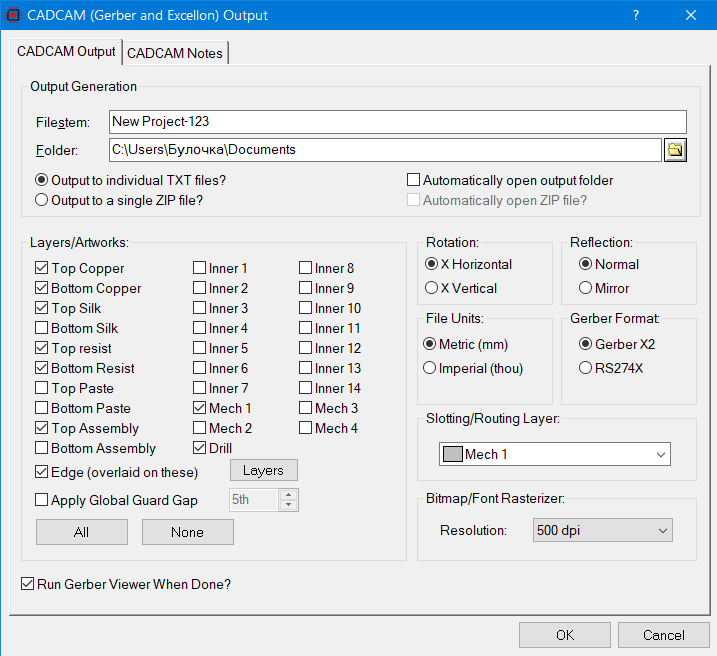 CADCAM (Gerber and Excellon) Output
CADCAM Output CADCAM Notes
Output Generation
Filestem: New Project-123
Folder: C:\Users\Булочка\Documents
Output to individual TXT files? Automatically open output folder
Output to a single ZIP file? Automatically open ZIP file?
Layers/Artworks:
Top Copper Inner 1 Inner 8
Bottom Copper Inner 2 Inner 9
Top Silk Inner 3 Inner 10
Bottom Silk Inner 4 Inner 11
Top resist Inner 5 Inner 12
Bottom Resist Inner 6 Inner 13
Top Paste Inner 7 Inner 14
Bottom Paste Mech 1 Mech 3
Top Assembly Mech 2 Mech 4
Bottom Assembly Drill
Edge (overlaid on these) Layers
Apply Global Guard Gap 5th
All None
Rotation:
X Horizontal
X Vertical
Reflection:
Normal
Mirror
File Units:
Metric (mm)
Imperial (thou)
Gerber Format:
Gerber X2
RS274X
Slotting/Routing Layer:
Mech 1
Bitmap/Font Rasterizer:
Resolution: 500 dpi
Run Gerber Viewer When Done?
OK Cancel